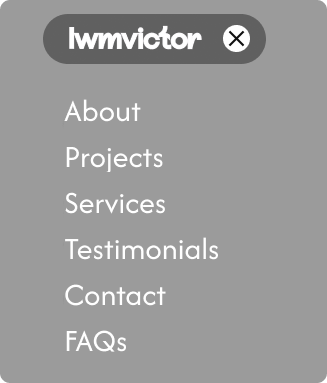 lwmvictor
About
Projects
Services
Testimonials
Contact
FAQs